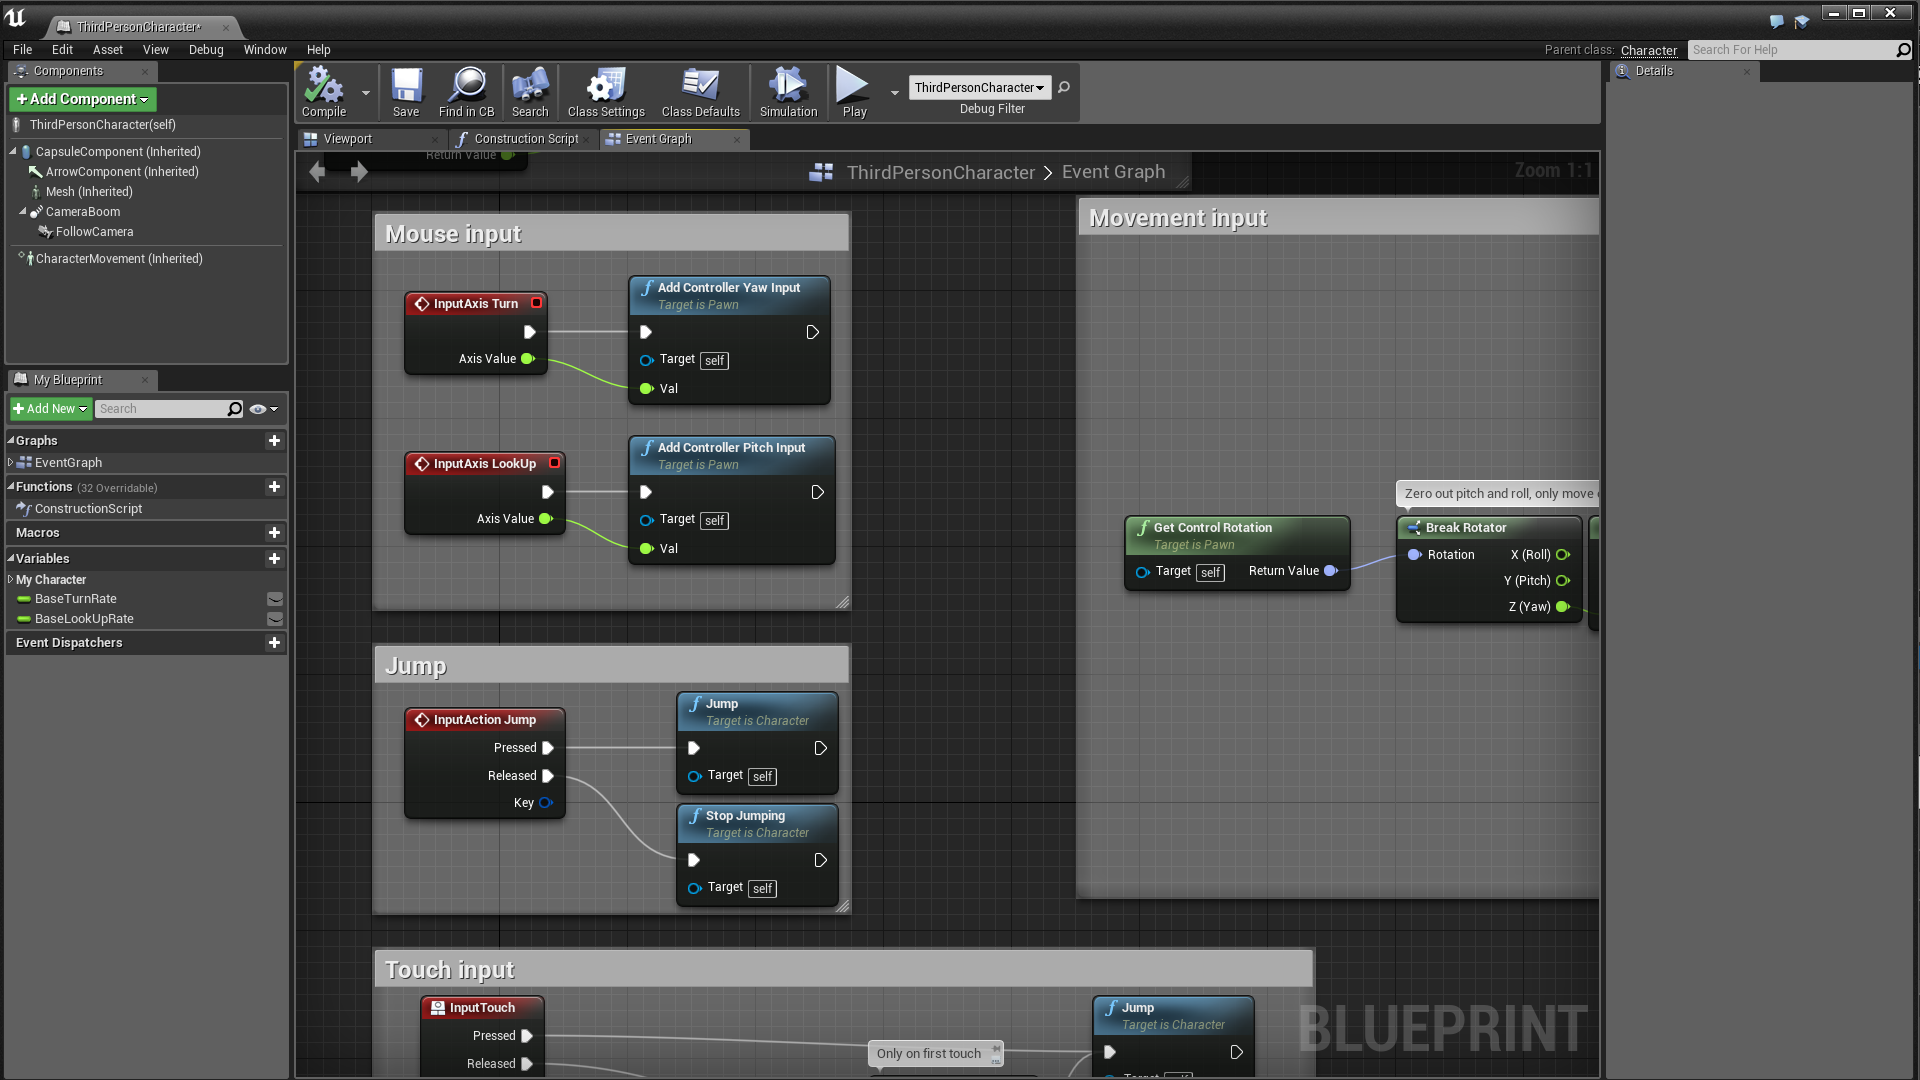 ThirdPersonCharacter*
File Edit Asset View Debug Window Help
Parent class: Character
Search For Help
Components
+ Add Component
ThirdPersonCharacter(self)
CapsuleComponent (Inherited)
ArrowComponent (Inherited)
Mesh (Inherited)
CameraBoom
FollowCamera
CharacterMovement (Inherited)
My Blueprint
+ Add New
Search
Graphs
EventGraph
Functions (32 Overridable)
ConstructionScript
Macros
Variables
My Character
BaseTurnRate
BaseLookUpRate
Event Dispatchers
Compile
Save
Find in CB
Search
Class Settings
Class Defaults
Simulation
Play
ThirdPersonCharacter
Debug Filter
Viewport
Construction Script
Event Graph
Return Value
ThirdPersonCharacter > Event Graph
Zoom 1:1
Mouse input
InputAxis Turn
Axis Value
Add Controller Yaw Input
Target is Pawn
Target self
Val
InputAxis LookUp
Axis Value
Add Controller Pitch Input
Target is Pawn
Target self
Val
Jump
InputAction Jump
Pressed
Released
Key
Jump
Target is Character
Target self
Stop Jumping
Target is Character
Target self
Touch input
InputTouch
Pressed
Released
Only on first touch
Jump
Target is Character
Movement input
Get Control Rotation
Target is Pawn
Target self
Return Value
Zero out pitch and roll, only move
Break Rotator
Rotation
X (Roll)
Y (Pitch)
Z (Yaw)
BLUEPRINT
Details